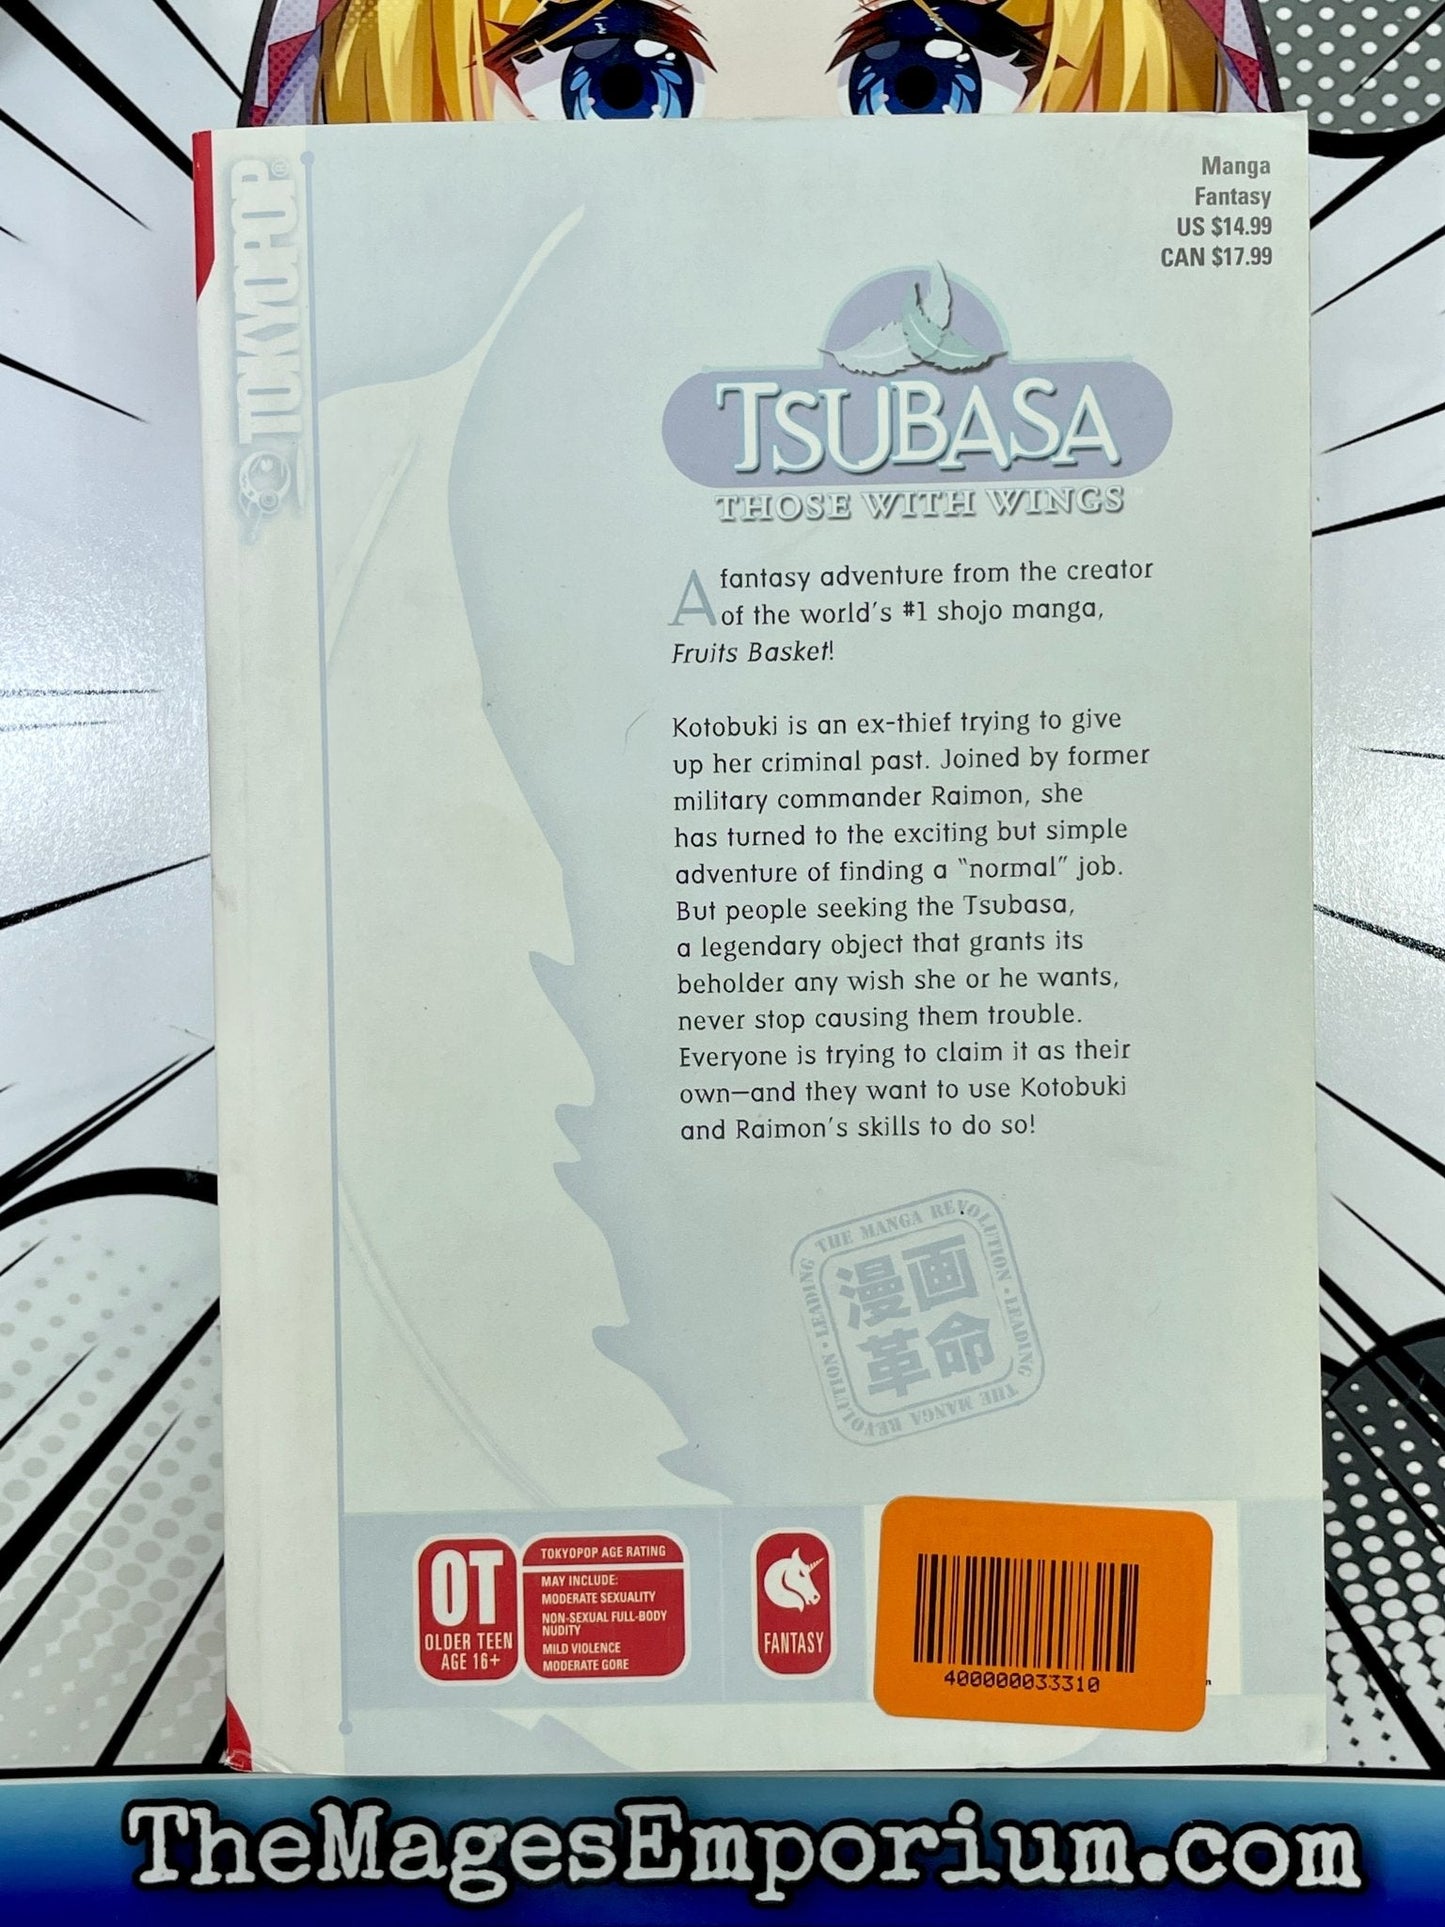 TOKYOPOP®
Manga
Fantasy
US $14.99
CAN $17.99
TSUBASA
THOSE WITH WINGS
A fantasy adventure from the creator
of the world's #1 shojo manga,
Fruits Basket!
Kotobuki is an ex-thief trying to give
up her criminal past. Joined by former
military commander Raimon, she
has turned to the exciting but simple
adventure of finding a "normal" job.
But people seeking the Tsubasa,
a legendary object that grants its
beholder any wish she or he wants,
never stop causing them trouble.
Everyone is trying to claim it as their
own—and they want to use Kotobuki
and Raimon's skills to do so!
THE MANGA REVOLUTION • LEADING THE MANGA REVOLUTION • LEADING
漫画
革命
OT
OLDER TEEN
AGE 16+
TOKYOPOP AGE RATING
MAY INCLUDE:
MODERATE SEXUALITY
NON-SEXUAL FULL-BODY
NUDITY
MILD VIOLENCE
MODERATE GORE
FANTASY
400000033310
TheMagesEmporium.com